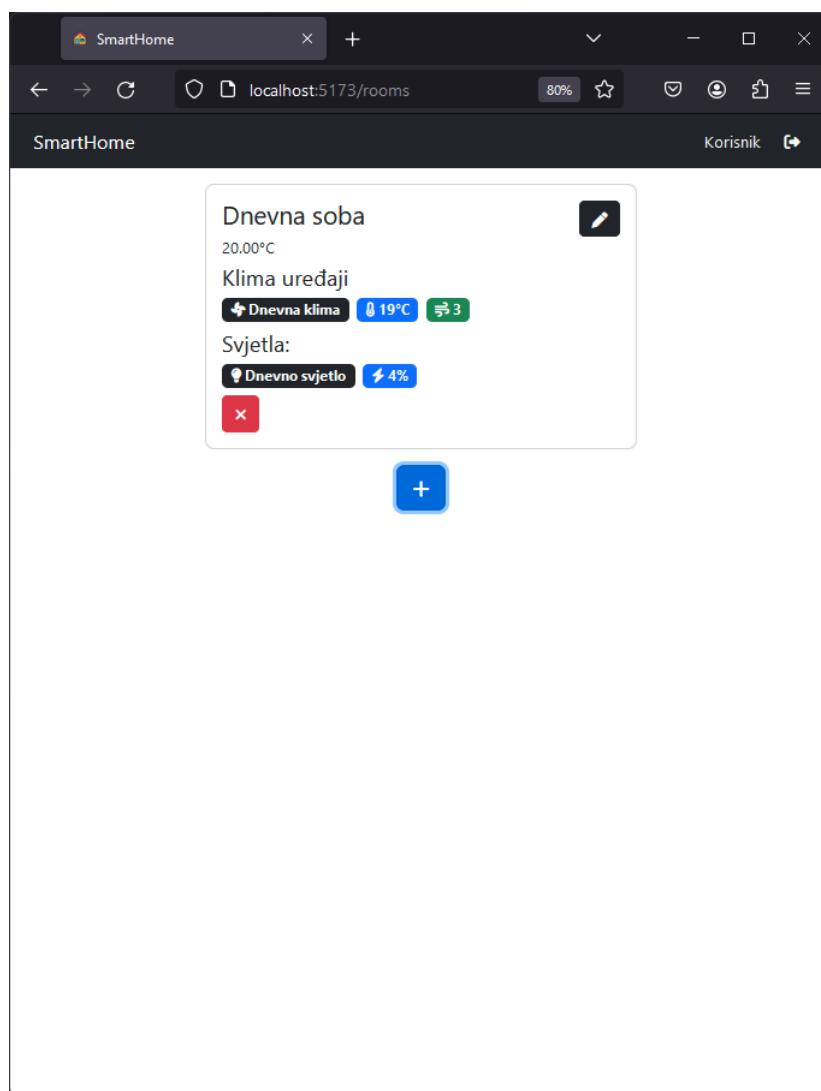 SmartHome
localhost:5173/rooms 80%
SmartHome Korisnik
Dnevna soba
20.00°C
Klima uređaji
Dnevna klima 19°C 3
Svjetla:
Dnevno svjetlo 4%